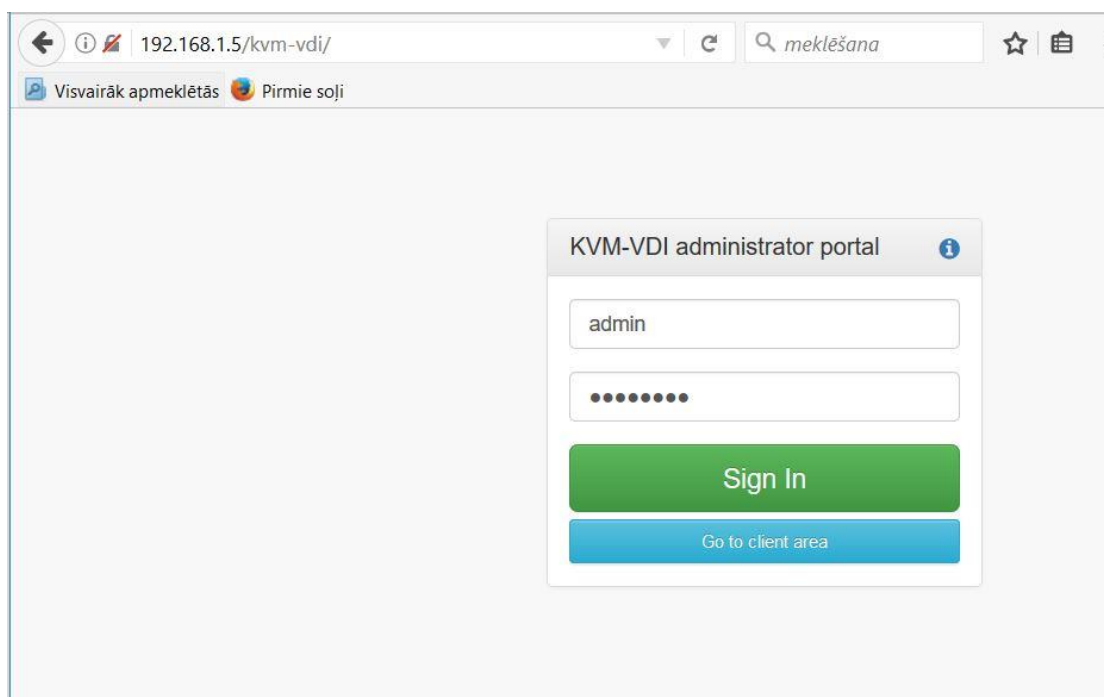 192.168.1.5/kvm-vdi/
meklēšana
Visvairāk apmeklētās
Pirmie soļi
KVM-VDI administrator portal
admin
●●●●●●●●
Sign In
Go to client area